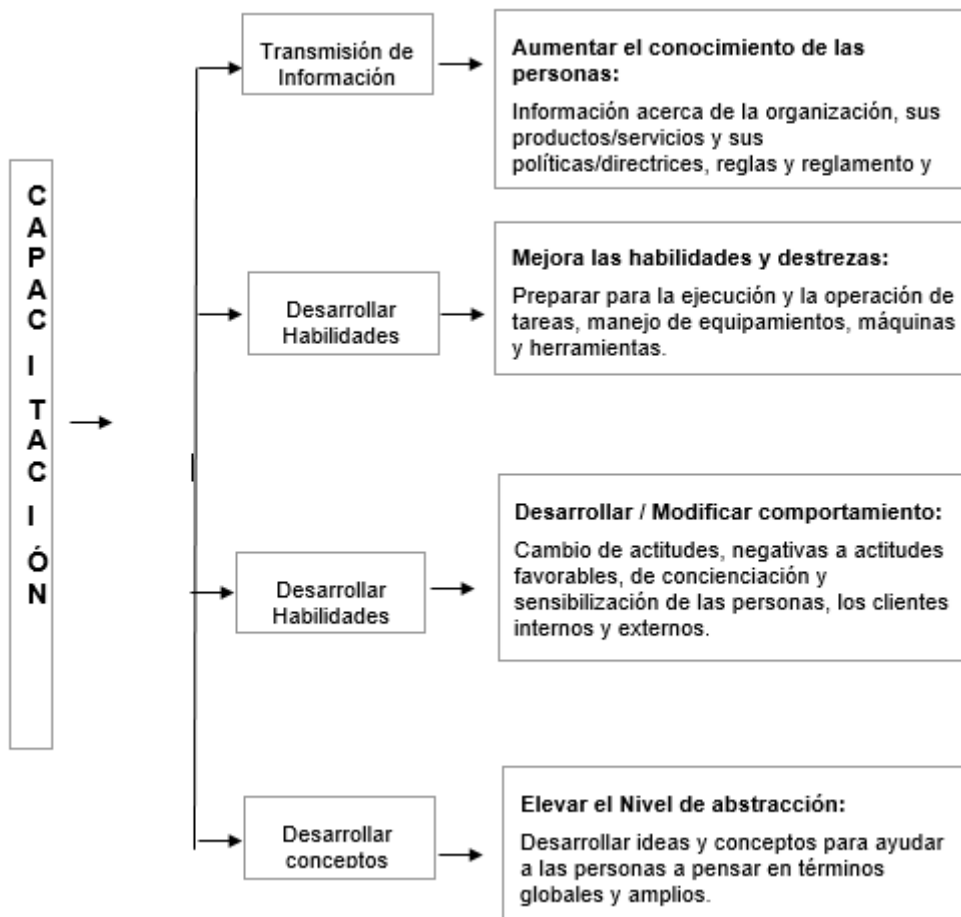 CAPACITACIÓN
Transmisión de
Información
Aumentar el conocimiento de las
personas:
Información acerca de la organización, sus
productos/servicios y sus
políticas/directrices, reglas y reglamento y
Desarrollar
Habilidades
Mejora las habilidades y destrezas:
Preparar para la ejecución y la operación de
tareas, manejo de equipamientos, máquinas
y herramientas.
Desarrollar
Habilidades
Desarrollar / Modificar comportamiento:
Cambio de actitudes, negativas a actitudes
favorables, de concienciación y
sensibilización de las personas, los clientes
internos y externos.
Desarrollar
conceptos
Elevar el Nivel de abstracción:
Desarrollar ideas y conceptos para ayudar
a las personas a pensar en términos
globales y amplios.